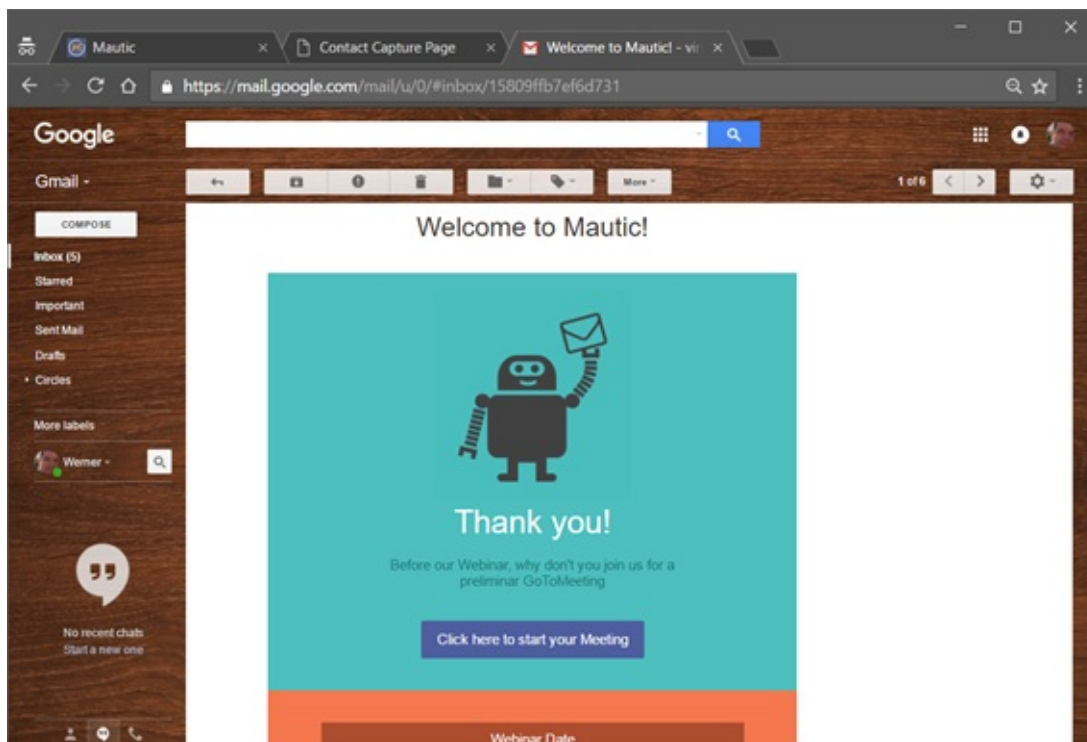 Mautic
Contact Capture Page
Welcome to Mautic! - vir
https://mail.google.com/mail/u/0/#inbox/15809ffb7ef6d731
Google
Gmail
More
1 of 6
COMPOSE
Inbox (5)
Starred
Important
Sent Mail
Drafts
Circles
More labels
Werner
No recent chats
Start a new one
Welcome to Mautic!
Thank you!
Before our Webinar, why don't you join us for a
preliminar GoToMeeting
Click here to start your Meeting
Webinar Date